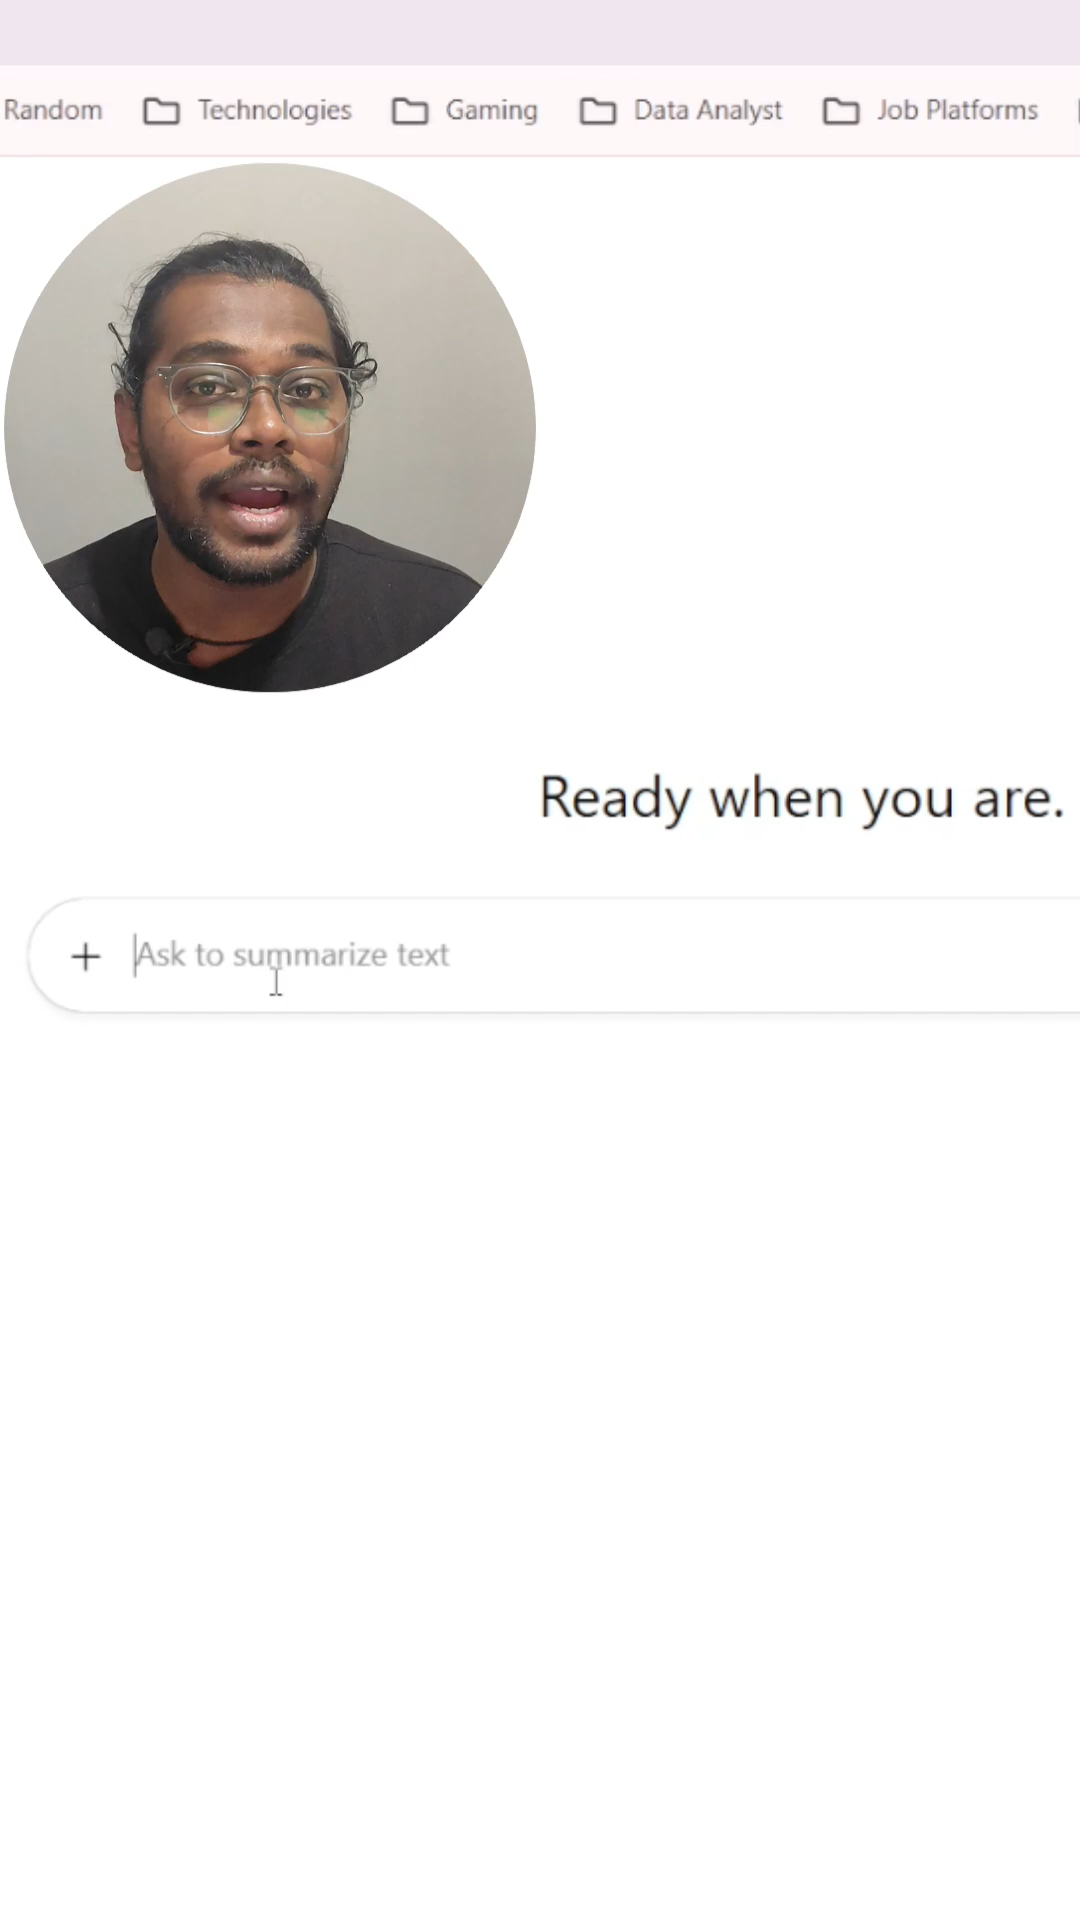 Random Technologies Gaming Data Analyst Job Platforms
Ready when you are.
Ask to summarize text